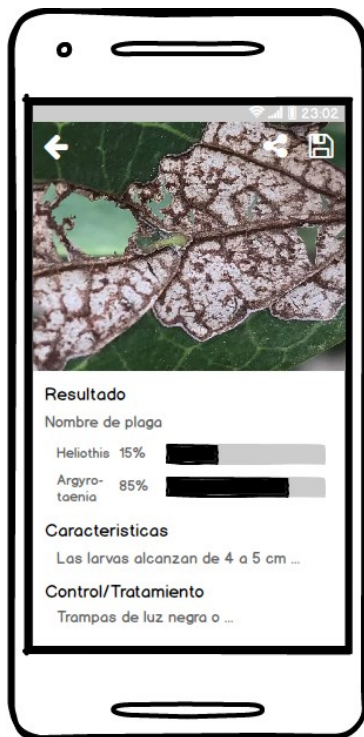 23:02
Resultado
Nombre de plaga
Heliothis 15%
Argyro-
taenia 85%
Caracteristicas
Las larvas alcanzan de 4 a 5 cm ...
Control/Tratamiento
Trampas de luz negra o ...